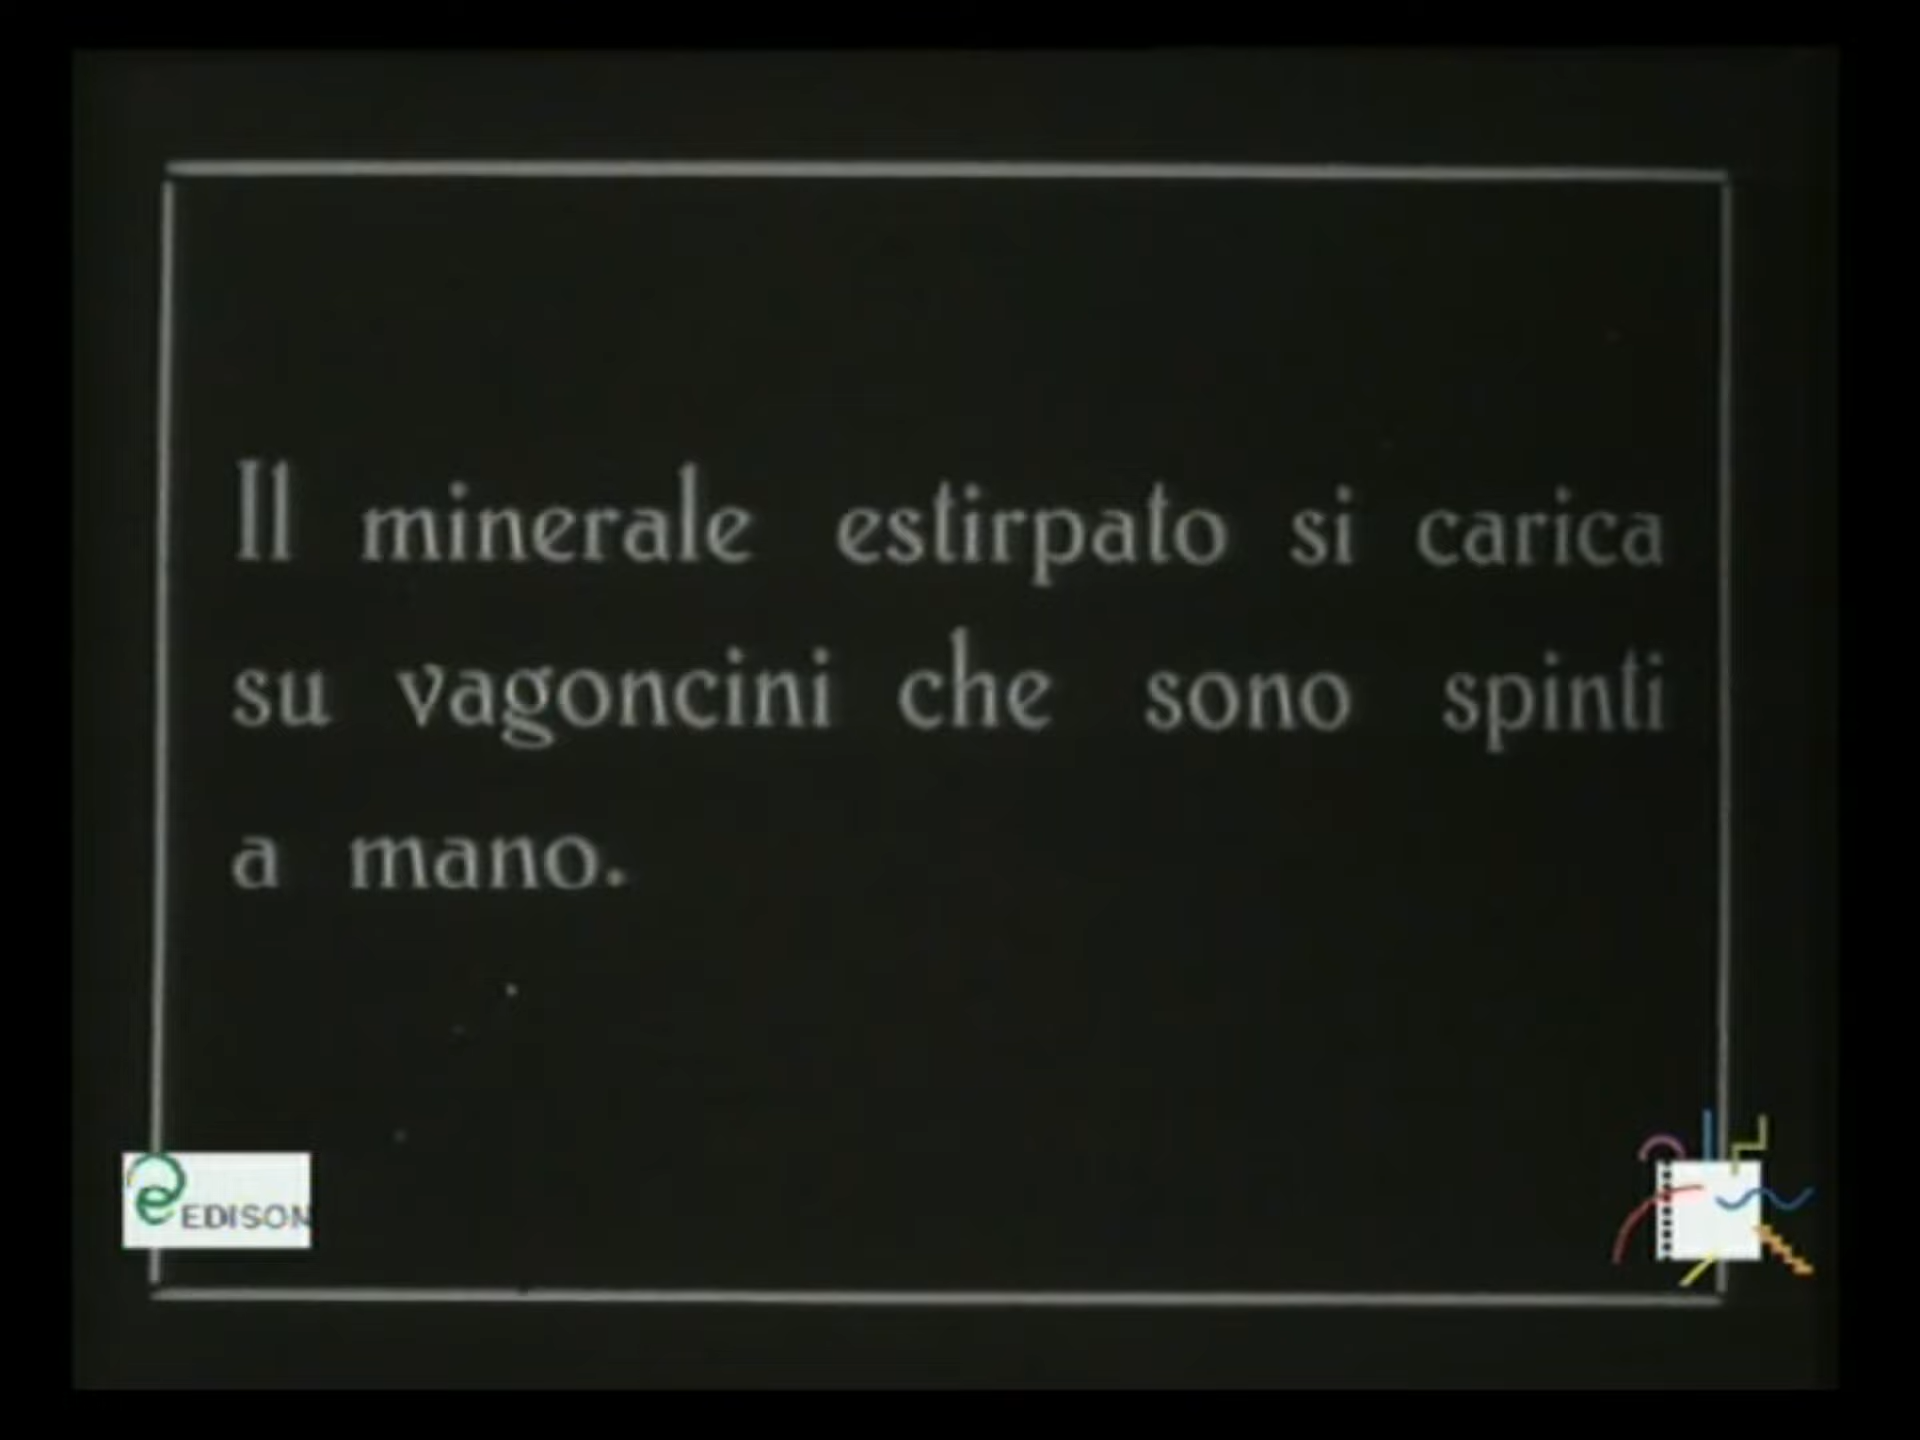 Il minerale estirpato si carica
su vagoncini che sono spinti
a mano.
EDISON